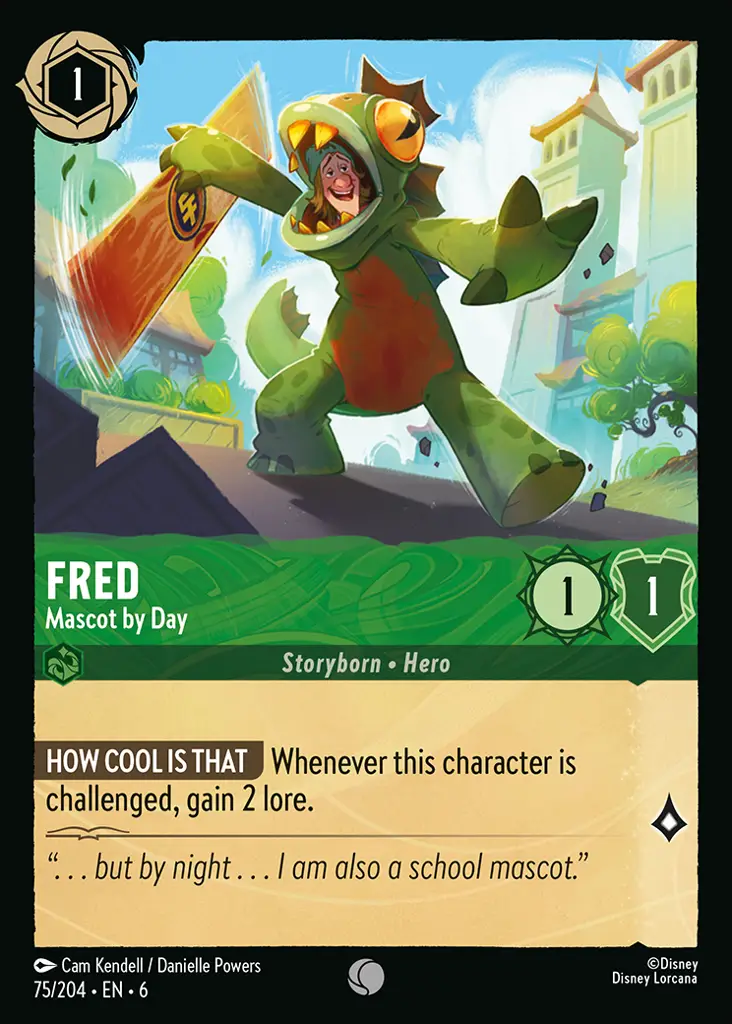 1
FRED
Mascot by Day
1
1
Storyborn • Hero
HOW COOL IS THAT Whenever this character is
challenged, gain 2 lore.
“. . . but by night . . . I am also a school mascot.”
Cam Kendell / Danielle Powers
75/204 • EN • 6
©Disney
Disney Lorcana